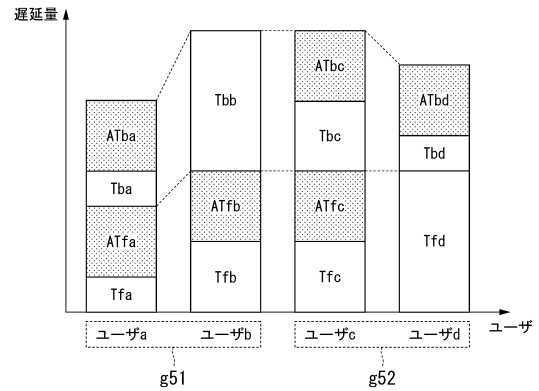 遅延量
ATba
Tba
ATfa
Tfa
Tbb
ATfb
Tfb
ATbc
Tbc
ATfc
Tfc
ATbd
Tbd
Tfd
ユーザ
ユーザa
ユーザb
ユーザc
ユーザd
g51
g52